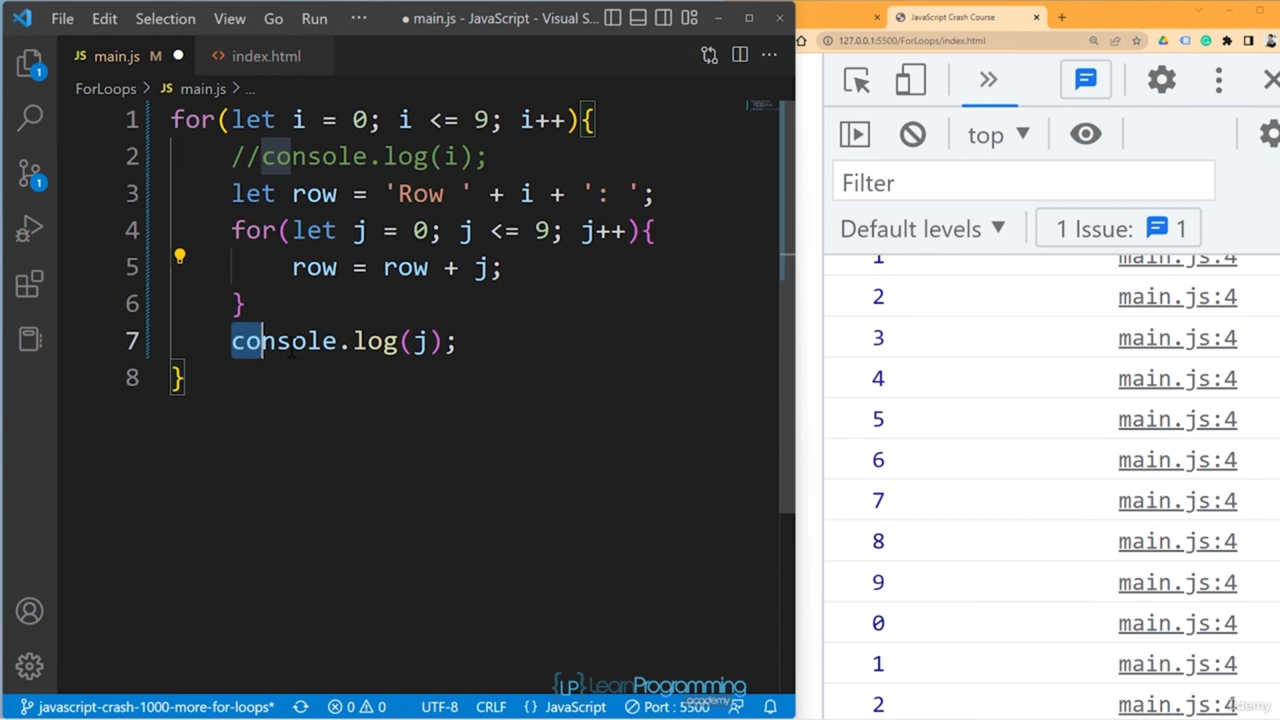 File Edit Selection View Go Run ··· ● main.js - JavaScript - Visual S...
JS main.js M ● <> index.html
ForLoops > JS main.js > ...
1 for(let i = 0; i <= 9; i++){
2 //console.log(i);
3 let row = 'Row ' + i + ': ';
4 for(let j = 0; j <= 9; j++){
5 row = row + j;
6 }
7 console.log(j);
8 }
1
1
{LP} LearnProgramming
academy
javascript-crash-1000-more-for-loops* 0 0 UTF-8 CRLF {} JavaScript Port : 5500
JavaScript Crash Course
127.0.0.1:5500/ForLoops/index.html
top ▼
Filter
Default levels ▼ 1 Issue: 1
1 main.js:4
2 main.js:4
3 main.js:4
4 main.js:4
5 main.js:4
6 main.js:4
7 main.js:4
8 main.js:4
9 main.js:4
0 main.js:4
1 main.js:4
2 main.js:4
udemy